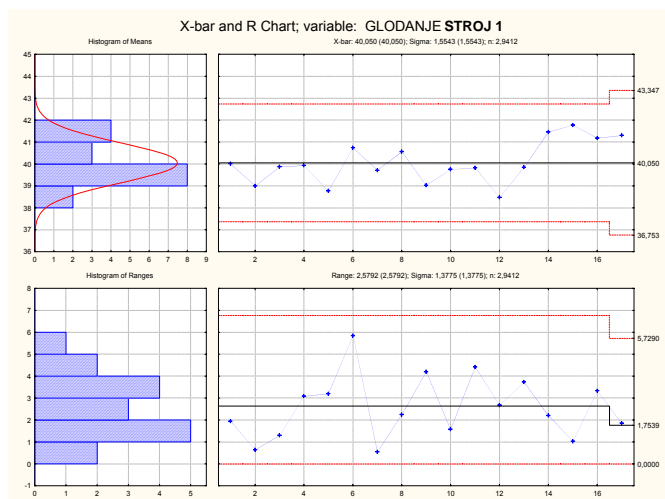 X-bar and R Chart; variable: GLODANJE STROJ 1
Histogram of Means
X-bar: 40,050 (40,050); Sigma: 1,5543 (1,5543); n: 2,9412
45
44
43
42
41
40
39
38
37
36
0 1 2 3 4 5 6 7 8 9
2 4 6 8 10 12 14 16
43,347
40,050
36,753
Histogram of Ranges
Range: 2,5792 (2,5792); Sigma: 1,3775 (1,3775); n: 2,9412
8
7
6
5
4
3
2
1
0
-1
0 1 2 3 4 5
2 4 6 8 10 12 14 16
5,7290
1,7539
0,0000